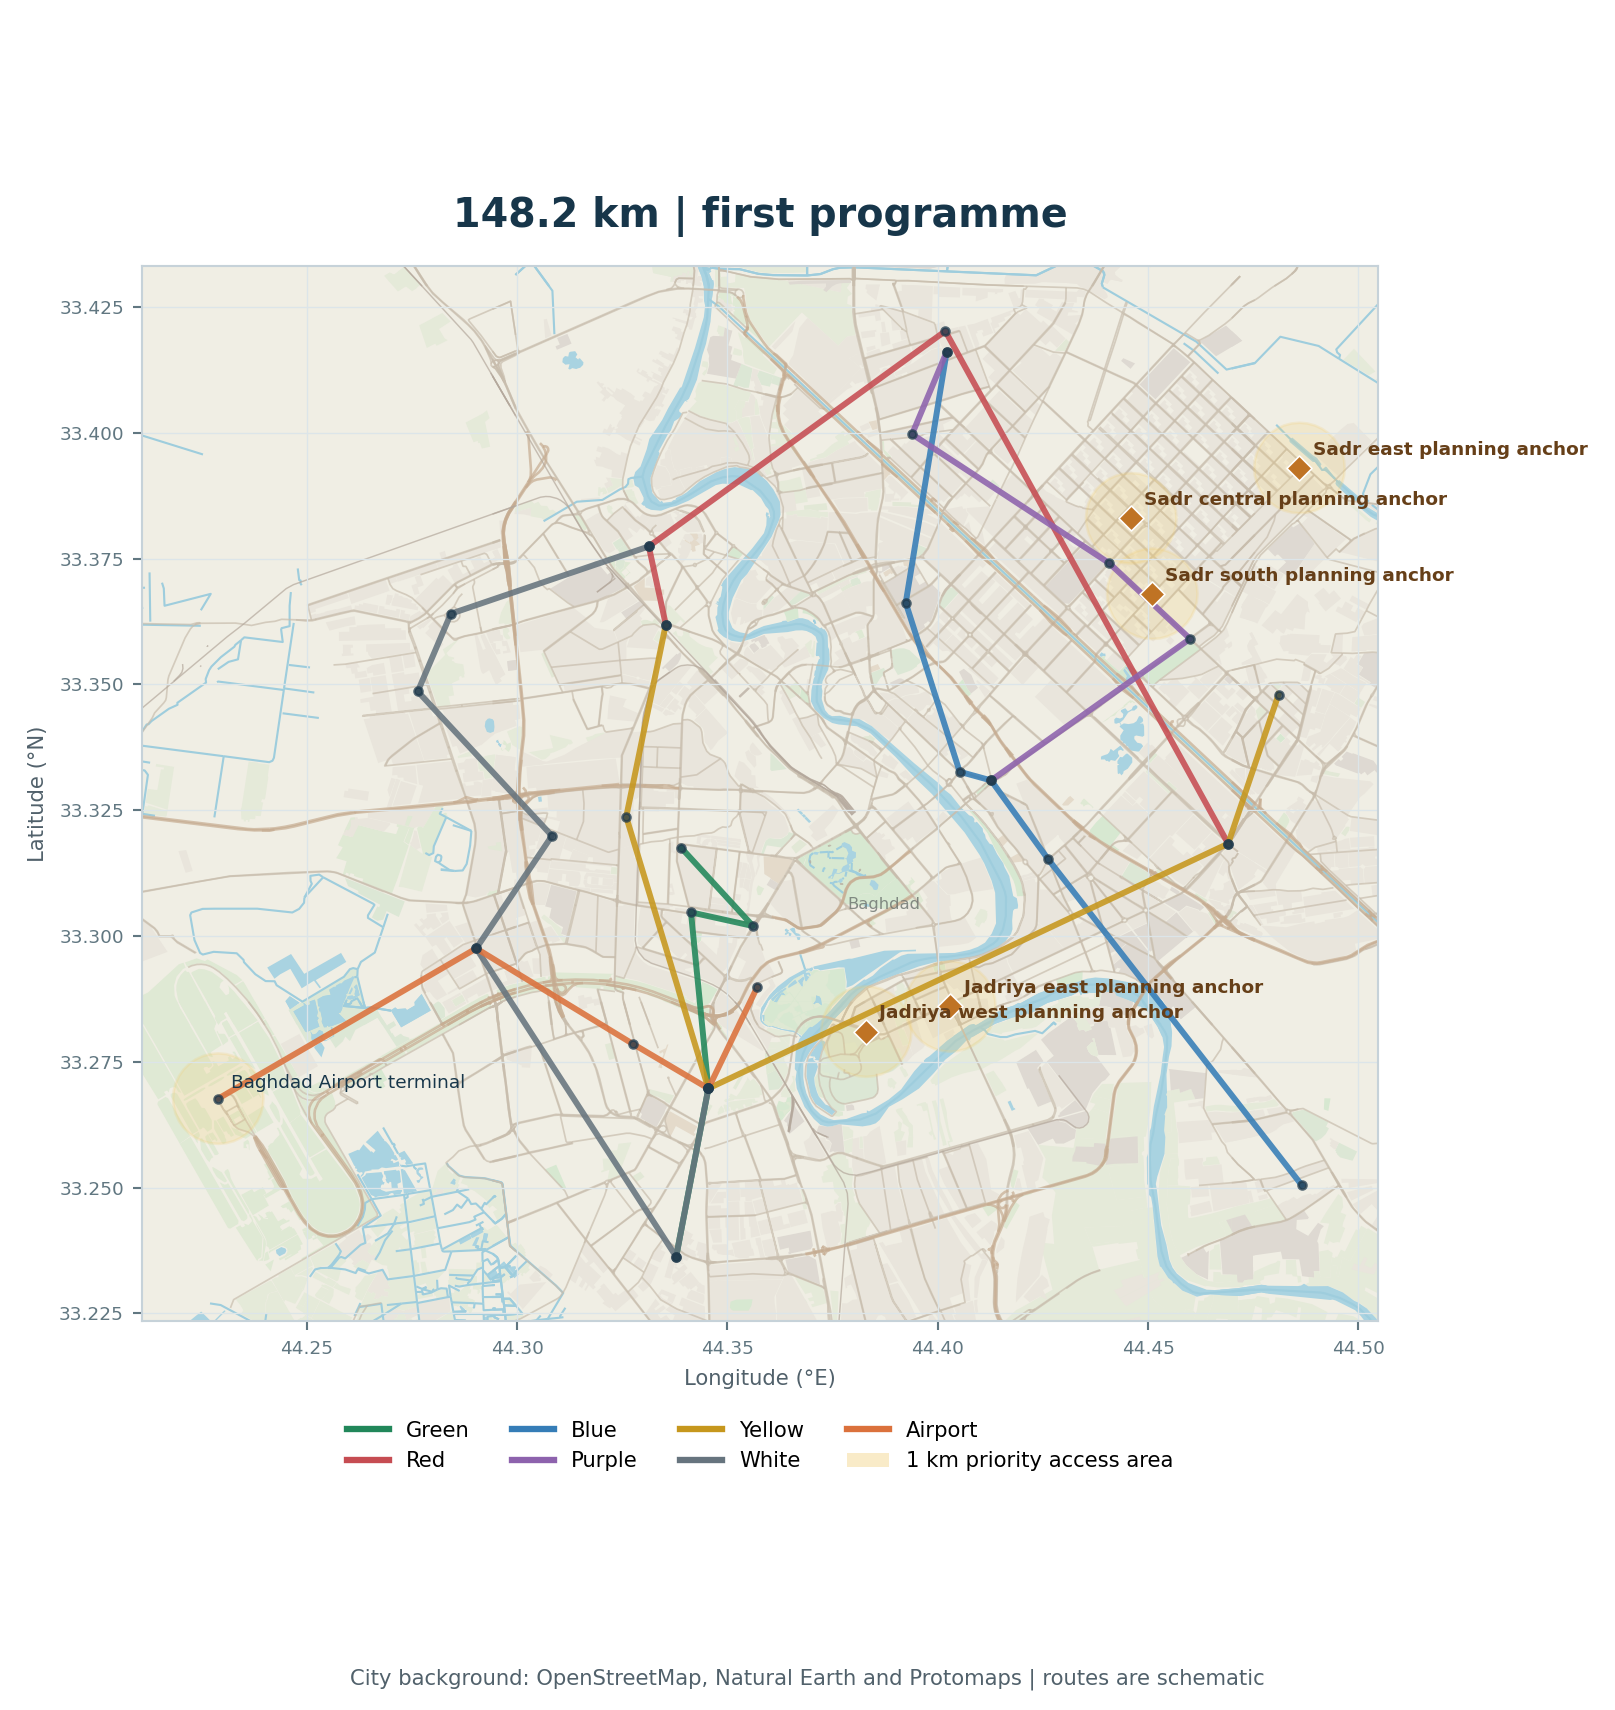 148.2 km | first programme
33.425
33.400
33.375
33.350
33.325
33.300
33.275
33.250
33.225
Latitude (°N)
Sadr east planning anchor
Sadr central planning anchor
Sadr south planning anchor
Baghdad
Jadriya east planning anchor
Jadriya west planning anchor
Baghdad Airport terminal
44.25 44.30 44.35 44.40 44.45 44.50
Longitude (°E)
Green Blue Yellow Airport
Red Purple White 1 km priority access area
City background: OpenStreetMap, Natural Earth and Protomaps | routes are schematic